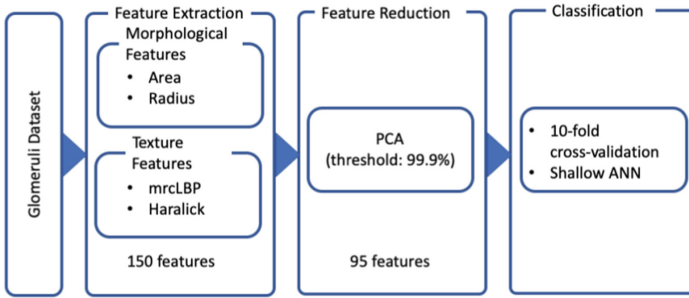 Glomeruli Dataset
Feature Extraction
Morphological
Features
• Area
• Radius
Texture
Features
• mrcLBP
• Haralick
150 features
Feature Reduction
PCA
(threshold: 99.9%)
95 features
Classification
• 10-fold
cross-validation
• Shallow ANN